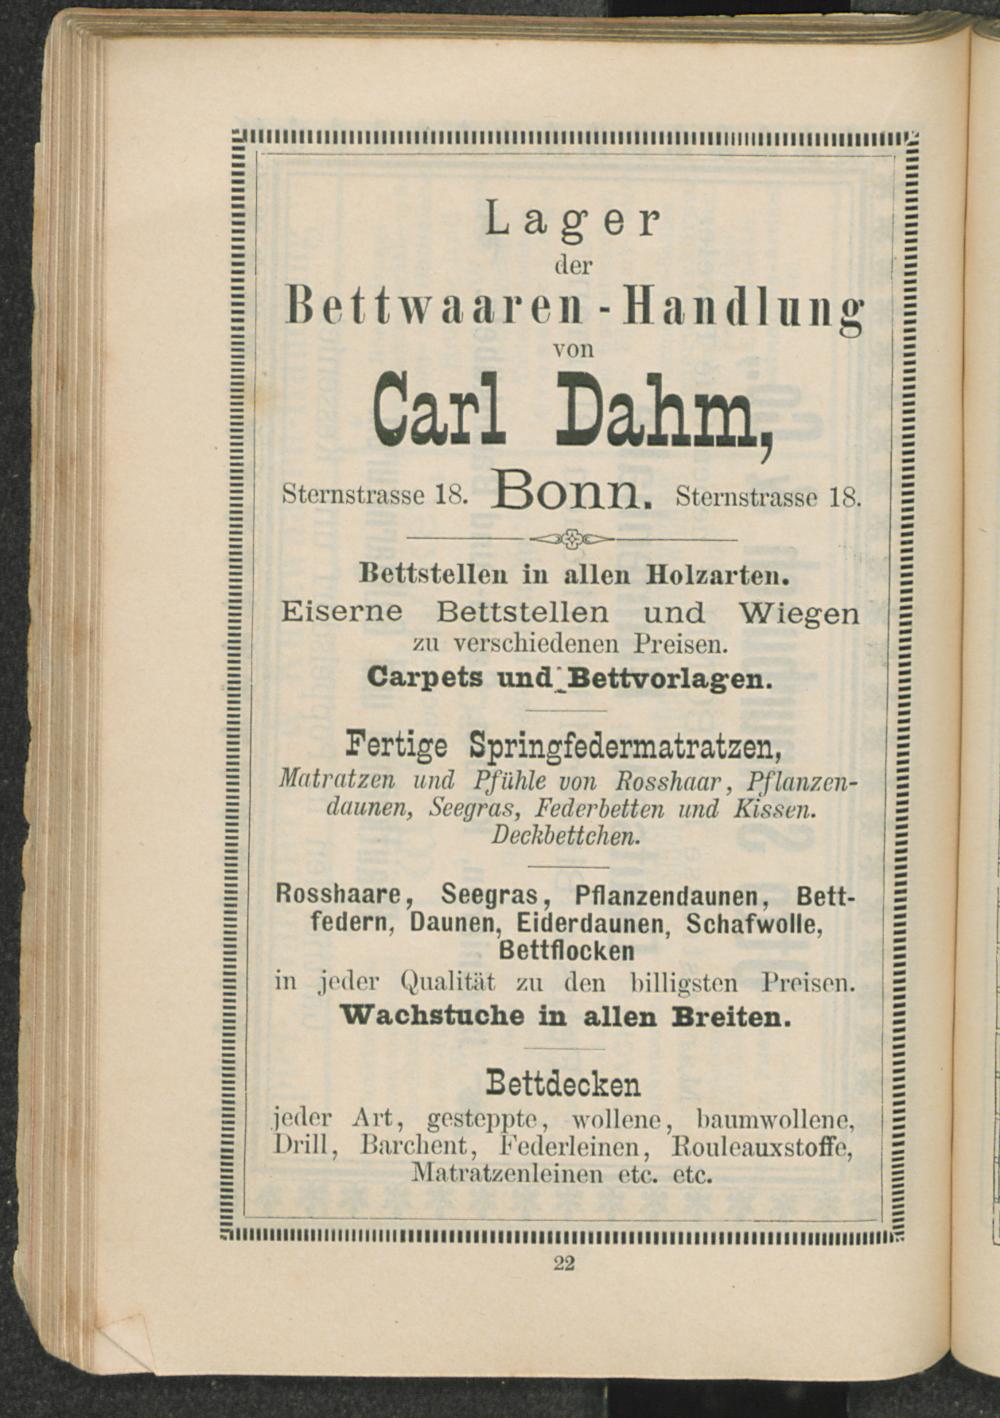 Lager
der
Bettwaaren-Handlung
von
Carl Dahm,
Sternstrasse 18. Bonn. Sternstrasse 18.
Bettstellen in allen Holzarten.
Eiserne Bettstellen und Wiegen
zu verschiedenen Preisen.
Carpets und Bettvorlagen.
Fertige Springfedermatratzen,
Matratzen und Pfühle von Rosshaar, Pflanzen-
daunen, Seegras, Federbetten und Kissen.
Deckbettchen.
Rosshaare, Seegras, Pflanzendaunen, Bett-
federn, Daunen, Eiderdaunen, Schafwolle,
Bettflocken
in jeder Qualität zu den billigsten Preisen.
Wachstuche in allen Breiten.
Bettdecken
jeder Art, gesteppte, wollene, baumwollene,
Drill, Barchent, Federleinen, Rouleauxstoffe,
Matratzenleinen etc. etc.
22